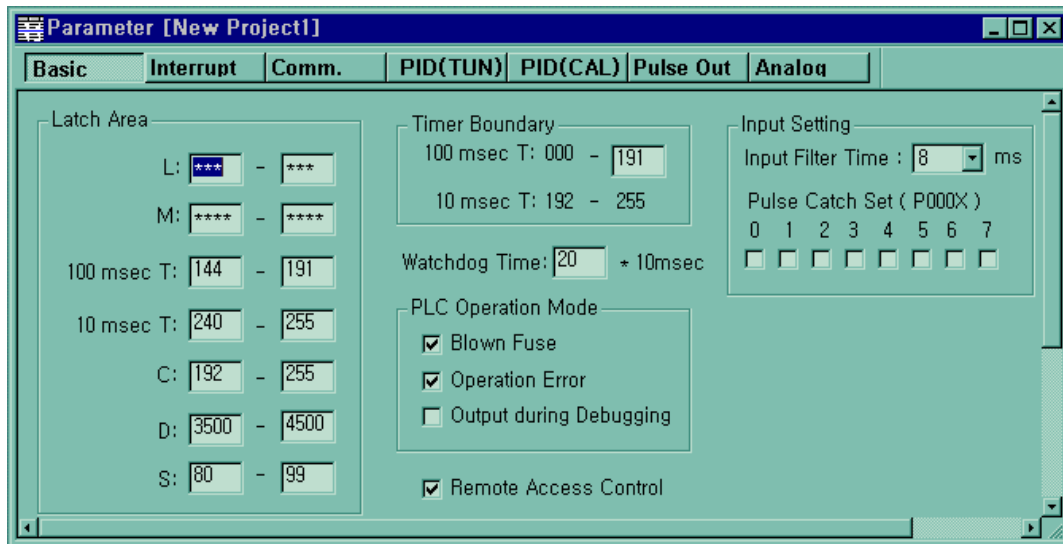 Parameter [New Project1]
Basic Interrupt Comm. PID(TUN) PID(CAL) Pulse Out Analog
Latch Area
L: *** - ***
M: **** - ****
100 msec T: 144 - 191
10 msec T: 240 - 255
C: 192 - 255
D: 3500 - 4500
S: 80 - 99
Timer Boundary
100 msec T: 000 - 191
10 msec T: 192 - 255
Watchdog Time: 20 * 10msec
PLC Operation Mode
Blown Fuse
Operation Error
Output during Debugging
Remote Access Control
Input Setting
Input Filter Time : 8 ms
Pulse Catch Set ( P000X )
0 1 2 3 4 5 6 7